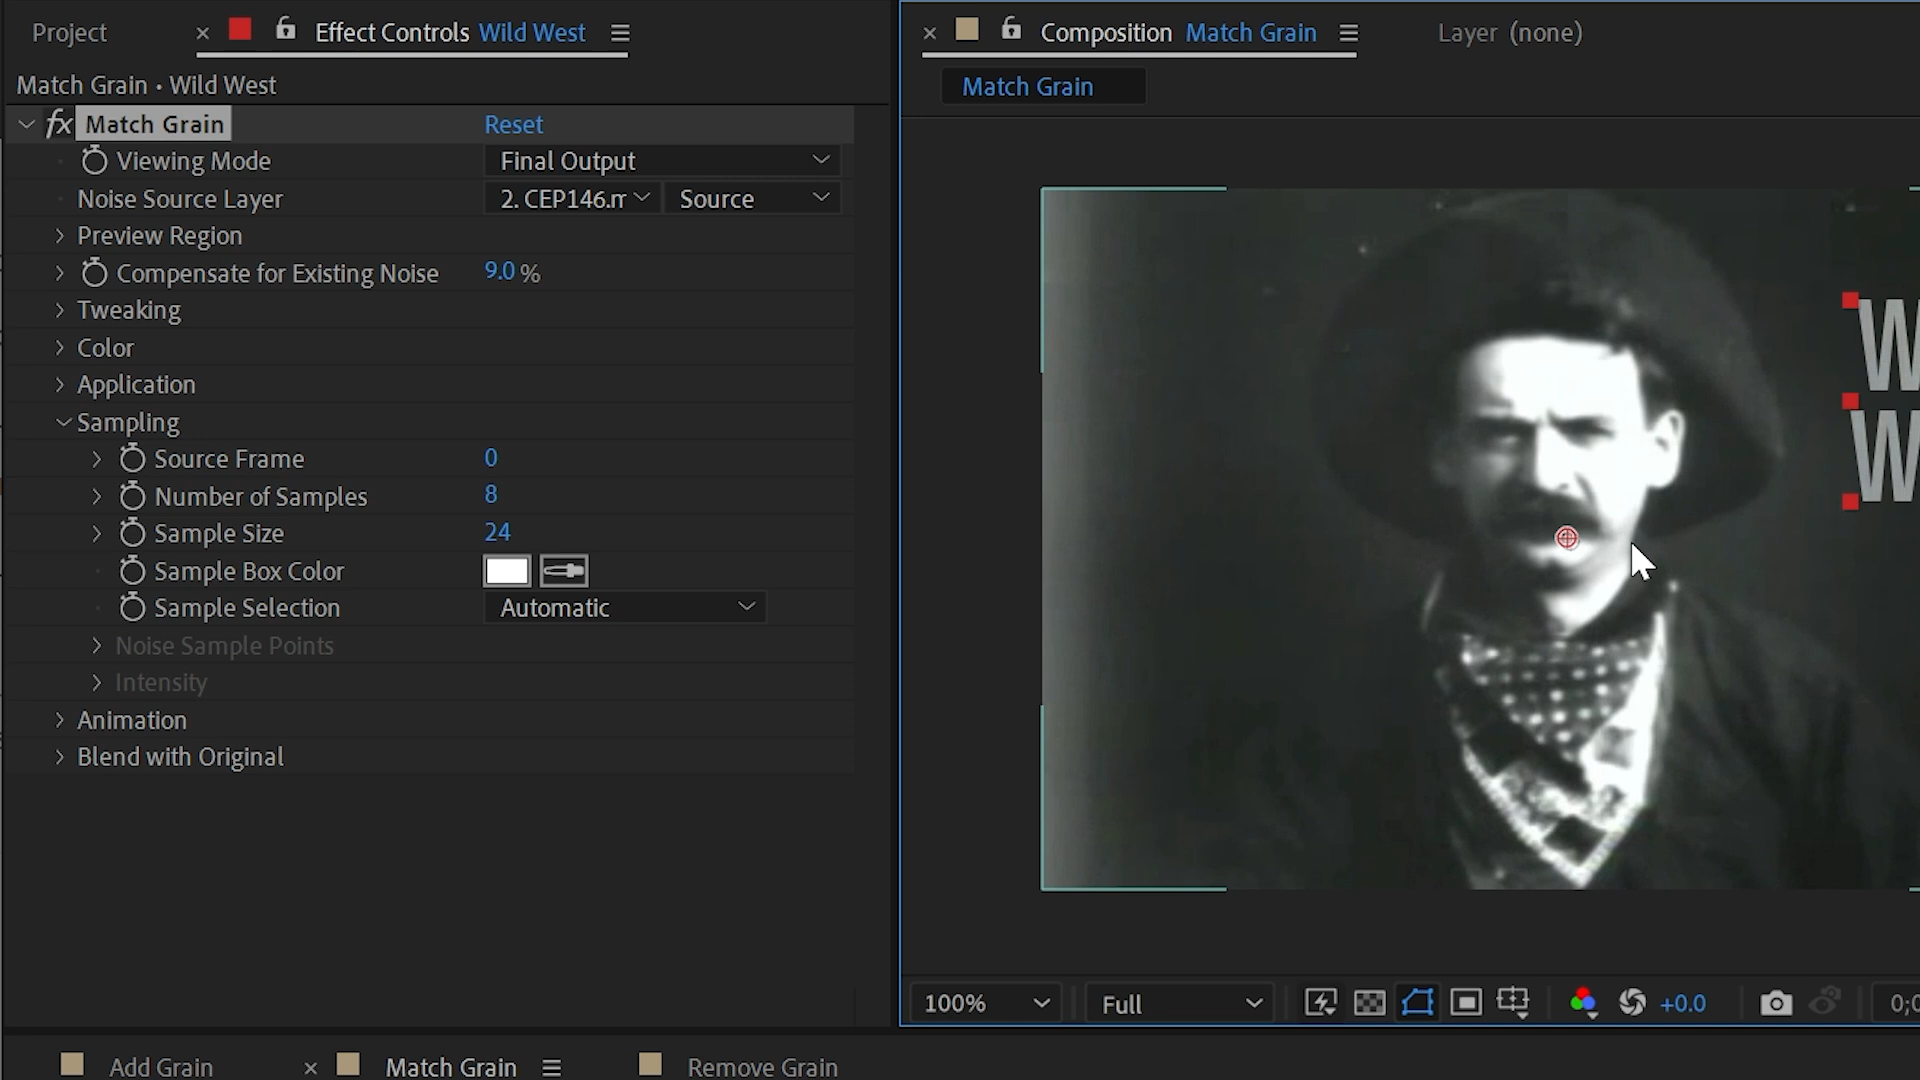 Project
× Effect Controls Wild West
× Composition Match Grain
Layer (none)
Match Grain • Wild West
Match Grain
fx Match Grain Reset
Viewing Mode Final Output
Noise Source Layer 2. CEP146.m Source
Preview Region
Compensate for Existing Noise 9.0 %
Tweaking
Color
Application
Sampling
Source Frame 0
Number of Samples 8
Sample Size 24
Sample Box Color
Sample Selection Automatic
Noise Sample Points
Intensity
Animation
Blend with Original
W
W
100% Full +0.0 0;0
Add Grain
× Match Grain
Remove Grain